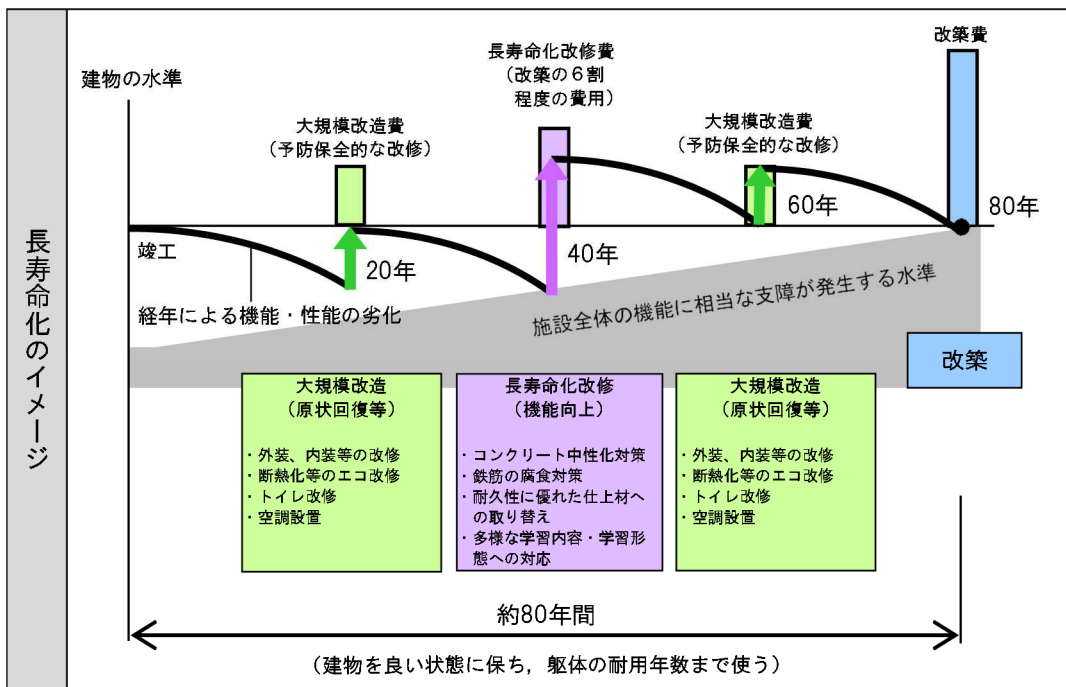 長寿命化のイメージ
建物の水準
大規模改造費
（予防保全的な改修）
長寿命化改修費
（改築の６割
程度の費用）
大規模改造費
（予防保全的な改修）
改築費
竣工
20年
40年
60年
80年
経年による機能・性能の劣化
施設全体の機能に相当な支障が発生する水準
改築
大規模改造
（原状回復等）
・外装、内装等の改修
・断熱化等のエコ改修
・トイレ改修
・空調設置
長寿命化改修
（機能向上）
・コンクリート中性化対策
・鉄筋の腐食対策
・耐久性に優れた仕上材へ
の取り替え
・多様な学習内容・学習形
態への対応
大規模改造
（原状回復等）
・外装、内装等の改修
・断熱化等のエコ改修
・トイレ改修
・空調設置
約80年間
（建物を良い状態に保ち，躯体の耐用年数まで使う）